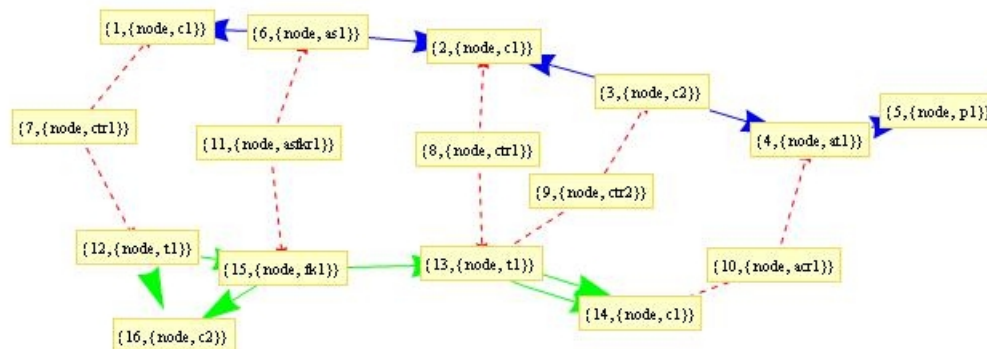 {1,{node, c1}}
{6,{node, as1}}
{2,{node, c1}}
{3,{node, c2}}
{5,{node, p1}}
{7,{node, ctr1}}
{11,{node, asfkr1}}
{8,{node, ctr1}}
{4,{node, at1}}
{9,{node, ctr2}}
{12,{node, t1}}
{15,{node, fk1}}
{13,{node, t1}}
{10,{node, acr1}}
{14,{node, c1}}
{16,{node, c2}}